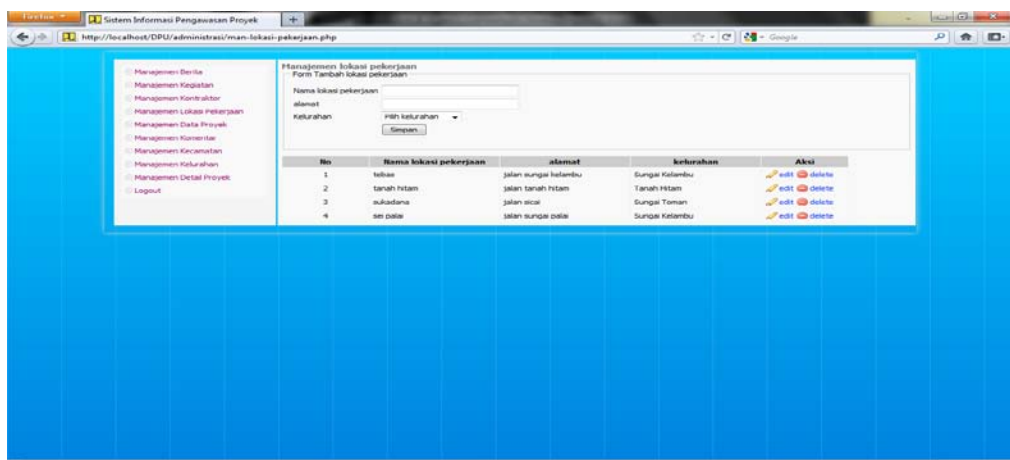 Firefox
Sistem Informasi Pengawasan Proyek
http://localhost/DPU/administrasi/man-lokasi-pekerjaan.php
Google
Manajemen Berita
Manajemen Kegiatan
Manajemen Kontraktor
Manajemen Lokasi Pekerjaan
Manajemen Data Proyek
Manajemen Komentar
Manajemen Kecamatan
Manajemen Kelurahan
Manajemen Detail Proyek
Logout
Manajemen lokasi pekerjaan
Form Tambah lokasi pekerjaan
Nama lokasi pekerjaan
alamat
Kelurahan Pilih kelurahan
Simpan
No Nama lokasi pekerjaan alamat kelurahan Aksi
1 tebas jalan sungai kelambu Sungai Kelambu edit delete
2 tanah hitam jalan tanah hitam Tanah Hitam edit delete
3 sukadana jalan sicai Sungai Toman edit delete
4 sei palai jalan sungai palai Sungai Kelambu edit delete